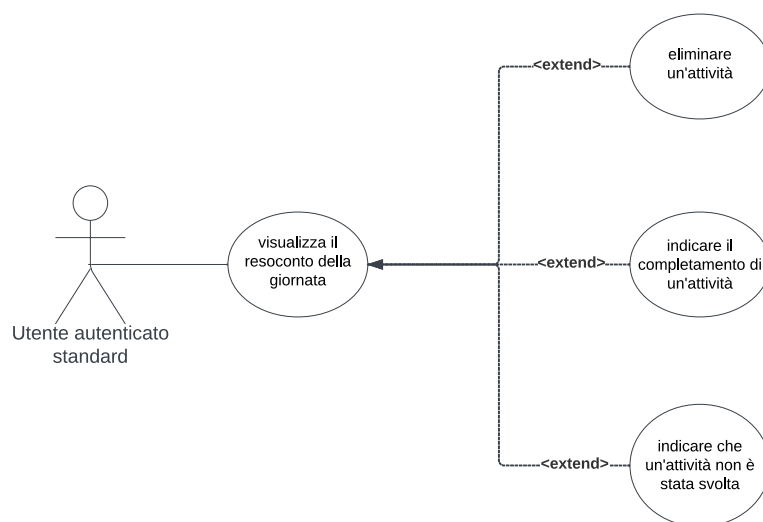 <extend>
eliminare
un'attività
visualizza il
resoconto della
giornata
<extend>
indicare il
completamento di
un'attività
Utente autenticato
standard
<extend>
indicare che
un'attività non è
stata svolta